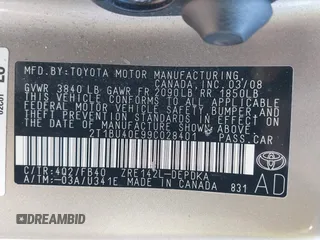 MFD. BY:TOYOTA MOTOR MANUFACTURING
CANADA,INC. 03/08
GVWR 3840 LB GAWR FR 2090LB RR 1850LB
THIS VEHICLE CONFORMS TO ALL APPLICABLE
FEDERAL MOTOR VEHICLE SAFETY, BUMPER, AND
THEFT PREVENTION STANDARDS IN EFFECT ON
THE DATE OF MANUFACTURE SHOWN ABOVE.
2T1BU40E99C028401
C/TR:4Q2/FB40 ZRE142L-DEPDKA
A/TM:-03A/U341E MADE IN CANADA 831
TOYOTA
AD
DREAMBID